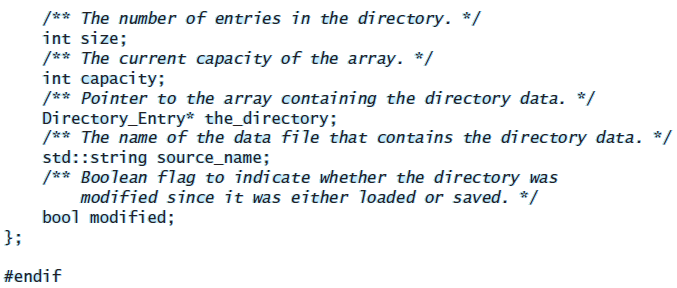 /** The number of entries in the directory. */
int size;
/** The current capacity of the array. */
int capacity;
/** Pointer to the array containing the directory data. */
Directory_Entry* the_directory;
/** The name of the data file that contains the directory data. */
std::string source_name;
/** Boolean flag to indicate whether the directory was
modified since it was either loaded or saved. */
bool modified;
};
#endif